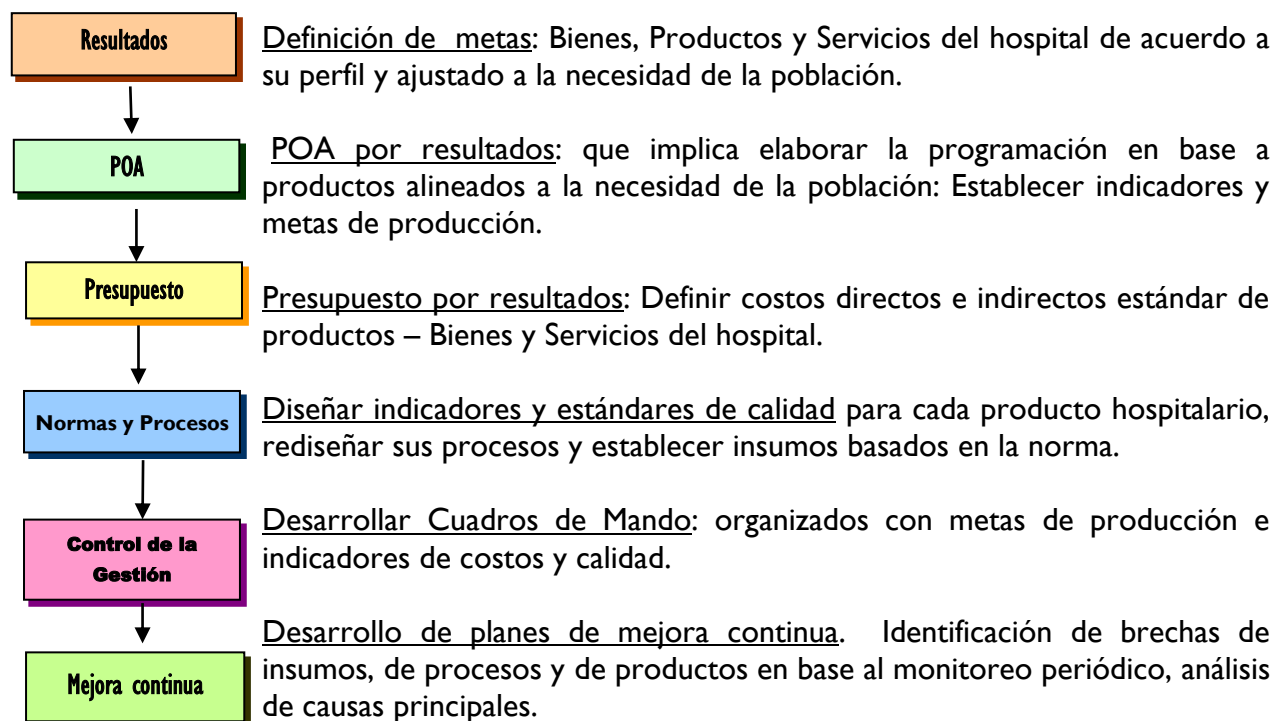 Resultados
Definición de metas: Bienes, Productos y Servicios del hospital de acuerdo a
su perfil y ajustado a la necesidad de la población.
POA
POA por resultados: que implica elaborar la programación en base a
productos alineados a la necesidad de la población: Establecer indicadores y
metas de producción.
Presupuesto
Presupuesto por resultados: Definir costos directos e indirectos estándar de
productos – Bienes y Servicios del hospital.
Normas y Procesos
Diseñar indicadores y estándares de calidad para cada producto hospitalario,
rediseñar sus procesos y establecer insumos basados en la norma.
Control de la
Gestión
Desarrollar Cuadros de Mando: organizados con metas de producción e
indicadores de costos y calidad.
Mejora continua
Desarrollo de planes de mejora continua. Identificación de brechas de
insumos, de procesos y de productos en base al monitoreo periódico, análisis
de causas principales.